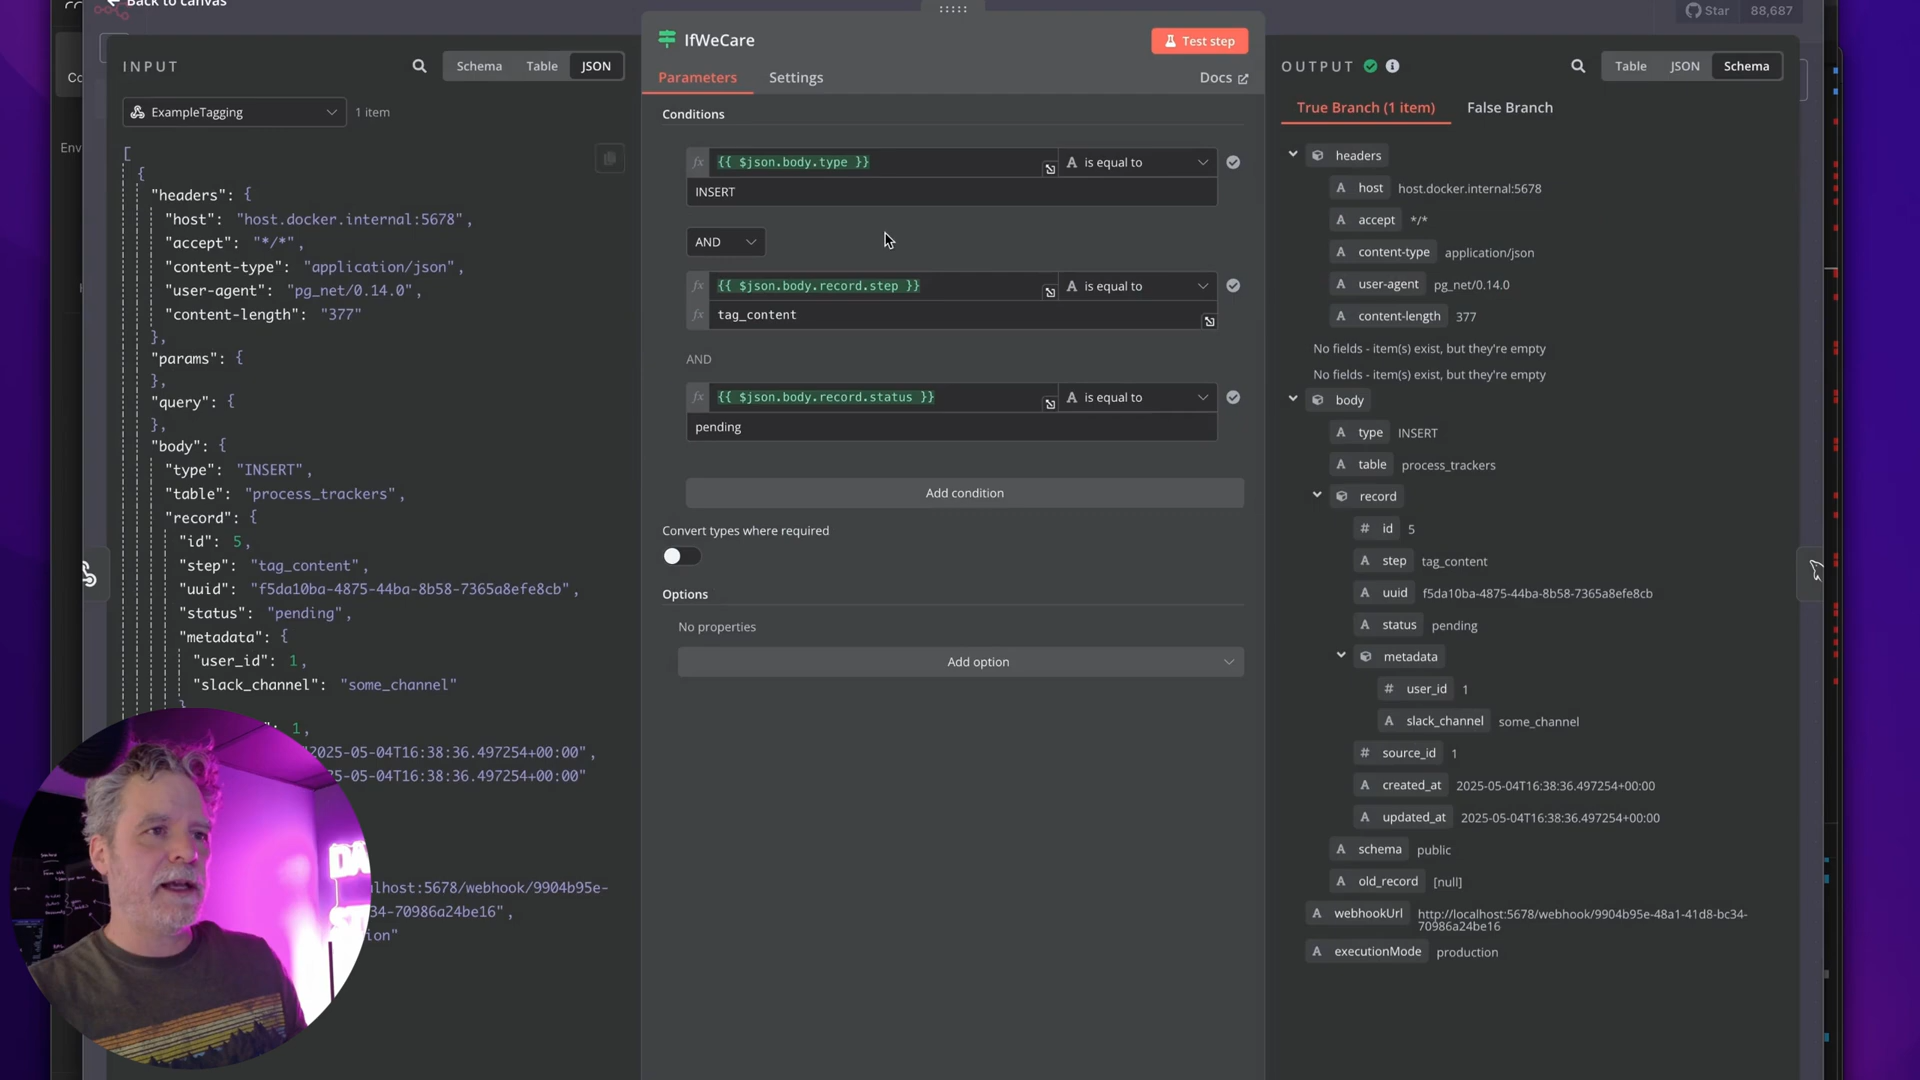 Back to canvas
Star
88,687
INPUT
Schema
Table
JSON
ExampleTagging
1 item
[
{
"headers": {
"host": "host.docker.internal:5678",
"accept": "*/*",
"content-type": "application/json",
"user-agent": "pg_net/0.14.0",
"content-length": "377"
},
"params": {
},
"query": {
},
"body": {
"type": "INSERT",
"table": "process_trackers",
"record": {
"id": 5,
"step": "tag_content",
"uuid": "f5da10ba-4875-44ba-8b58-7365a8efe8cb",
"status": "pending",
"metadata": {
"user_id": 1,
"slack_channel": "some_channel"
}
: 1,
2025-05-04T16:38:36.497254+00:00",
5-05-04T16:38:36.497254+00:00"
lhost:5678/webhook/9904b95e-
34-70986a24be16",
ion"
IfWeCare
Test step
Parameters
Settings
Docs
Conditions
fx {{ $json.body.type }}
A is equal to
INSERT
AND
fx {{ $json.body.record.step }}
A is equal to
fx tag_content
AND
fx {{ $json.body.record.status }}
A is equal to
pending
Add condition
Convert types where required
Options
No properties
Add option
OUTPUT
Table
JSON
Schema
True Branch (1 item)
False Branch
headers
A host host.docker.internal:5678
A accept */*
A content-type application/json
A user-agent pg_net/0.14.0
A content-length 377
No fields - item(s) exist, but they're empty
No fields - item(s) exist, but they're empty
body
A type INSERT
A table process_trackers
record
# id 5
A step tag_content
A uuid f5da10ba-4875-44ba-8b58-7365a8efe8cb
A status pending
metadata
# user_id 1
A slack_channel some_channel
# source_id 1
A created_at 2025-05-04T16:38:36.497254+00:00
A updated_at 2025-05-04T16:38:36.497254+00:00
A schema public
A old_record [null]
A webhookUrl http://localhost:5678/webhook/9904b95e-48a1-41d8-bc34-
70986a24be16
A executionMode production